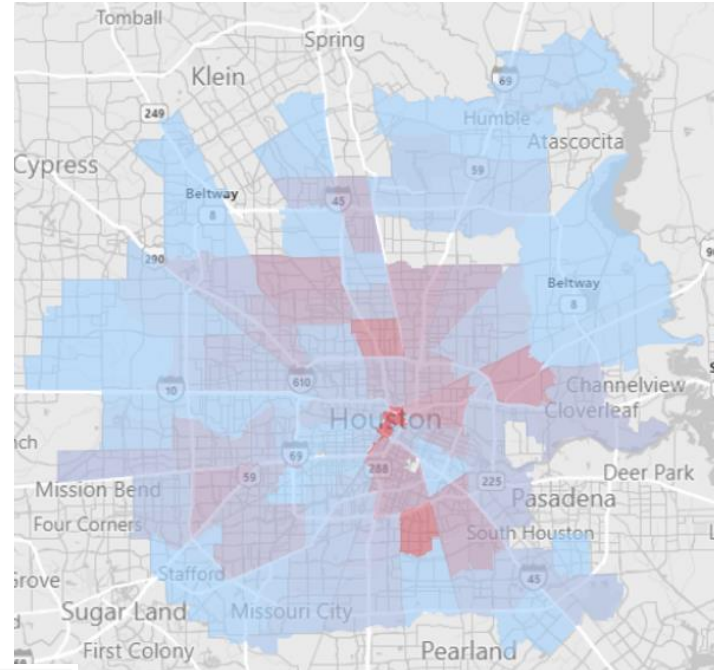 Tomball
Spring
Klein
69
249
Humble
Atascocita
Cypress
59
Beltway
8
45
290
90
Beltway
8
10
610
Channelview
Houston
Cloverleaf
69
Mission Bend
59
288
225
Deer Park
Pasadena
Four Corners
South Houston
Stafford
45
Sugar Land
Missouri City
First Colony
Pearland